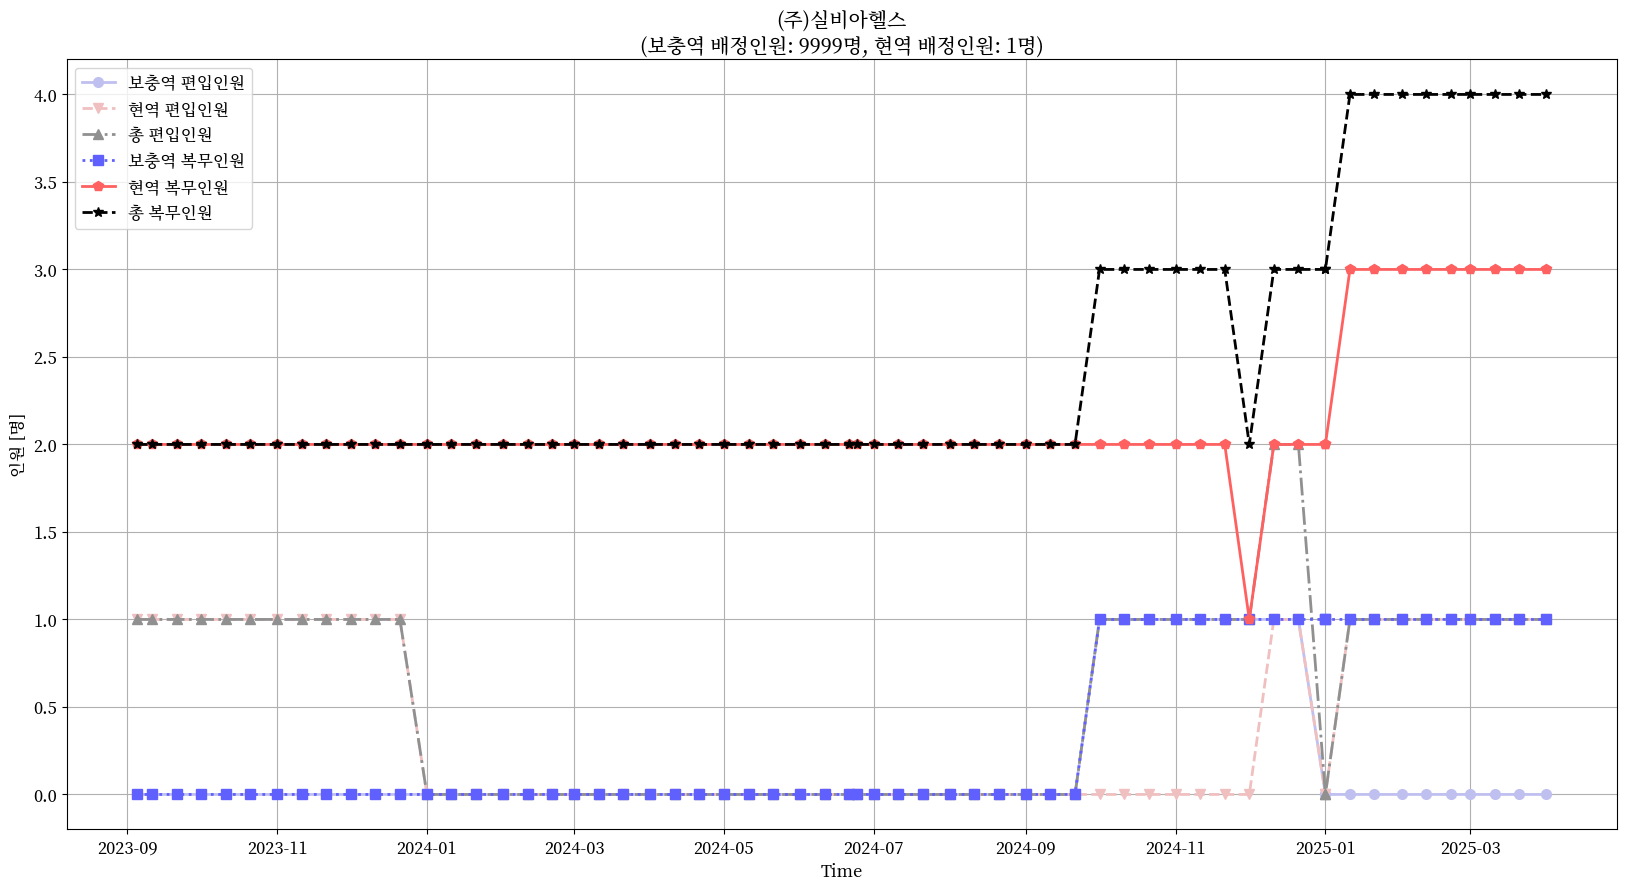 (주)실비아헬스
(보충역 배정인원: 9999명, 현역 배정인원: 1명)
보충역 편입인원
현역 편입인원
총 편입인원
보충역 복무인원
현역 복무인원
총 복무인원
4.0
3.5
3.0
2.5
2.0
1.5
1.0
0.5
0.0
인원 [명]
2023-09 2023-11 2024-01 2024-03 2024-05 2024-07 2024-09 2024-11 2025-01 2025-03
Time